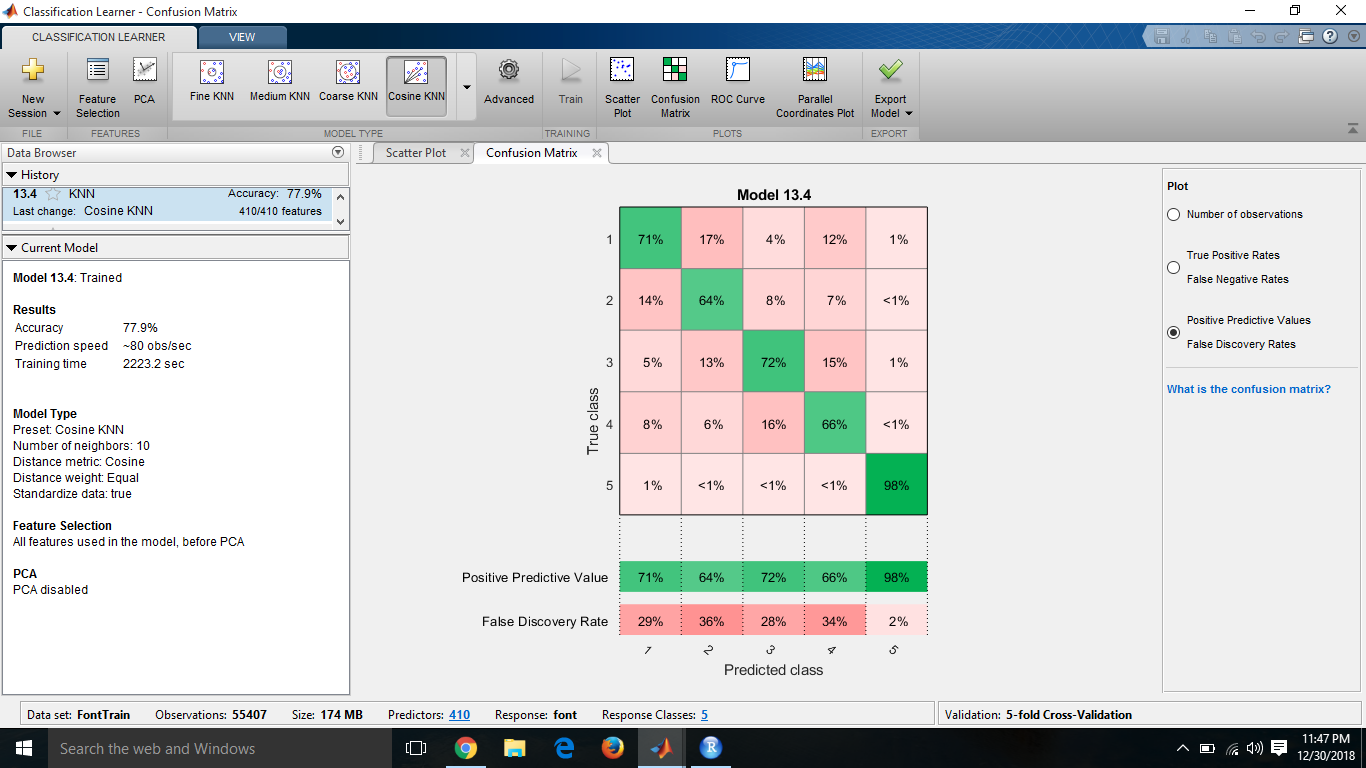 Classification Learner - Confusion Matrix
CLASSIFICATION LEARNER VIEW
New Session
Feature Selection
PCA
Fine KNN
Medium KNN
Coarse KNN
Cosine KNN
Advanced
Train
Scatter Plot
Confusion Matrix
ROC Curve
Parallel Coordinates Plot
Export Model
FILE FEATURES MODEL TYPE TRAINING PLOTS EXPORT
Data Browser
History
13.4 KNN Accuracy: 77.9%
Last change: Cosine KNN 410/410 features
Current Model
Model 13.4: Trained
Results
Accuracy 77.9%
Prediction speed ~80 obs/sec
Training time 2223.2 sec
Model Type
Preset: Cosine KNN
Number of neighbors: 10
Distance metric: Cosine
Distance weight: Equal
Standardize data: true
Feature Selection
All features used in the model, before PCA
PCA
PCA disabled
Scatter Plot Confusion Matrix
Model 13.4
True class
1 71% 17% 4% 12% 1%
2 14% 64% 8% 7% <1%
3 5% 13% 72% 15% 1%
4 8% 6% 16% 66% <1%
5 1% <1% <1% <1% 98%
Positive Predictive Value 71% 64% 72% 66% 98%
False Discovery Rate 29% 36% 28% 34% 2%
1 2 3 4 5
Predicted class
Plot
Number of observations
True Positive Rates
False Negative Rates
Positive Predictive Values
False Discovery Rates
What is the confusion matrix?
Data set: FontTrain Observations: 55407 Size: 174 MB Predictors: 410 Response: font Response Classes: 5
Validation: 5-fold Cross-Validation
Search the web and Windows
R
11:47 PM
12/30/2018